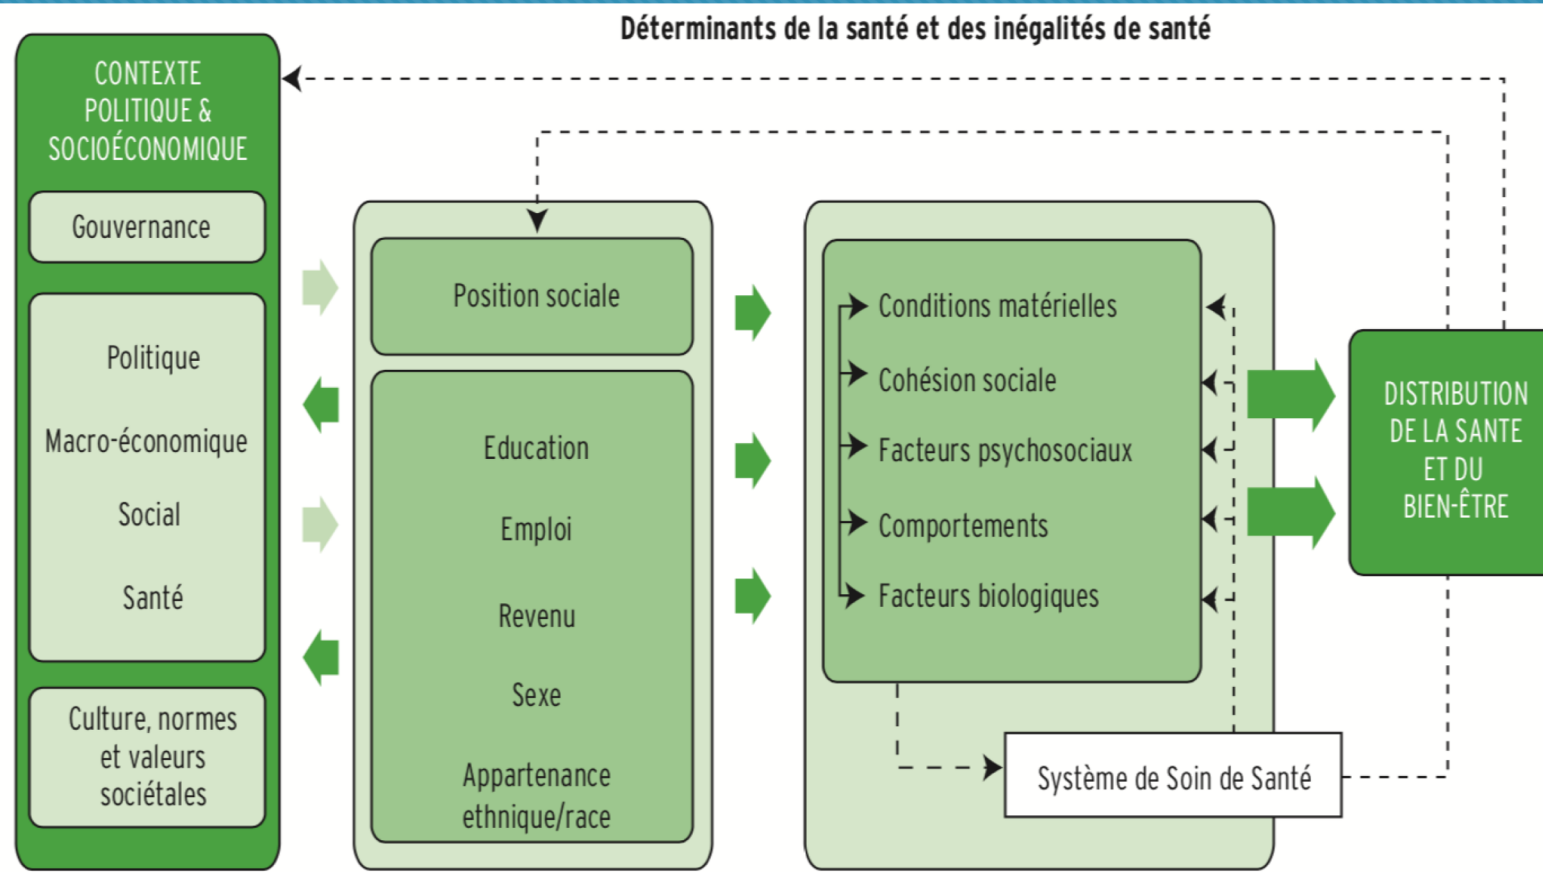 Déterminants de la santé et des inégalités de santé
CONTEXTE
POLITIQUE &
SOCIOÉCONOMIQUE
Gouvernance
Politique
Macro-économique
Social
Santé
Culture, normes
et valeurs
sociétales
Position sociale
Education
Emploi
Revenu
Sexe
Appartenance
ethnique/race
Conditions matérielles
Cohésion sociale
Facteurs psychosociaux
Comportements
Facteurs biologiques
Système de Soin de Santé
DISTRIBUTION
DE LA SANTE
ET DU
BIEN-ÊTRE